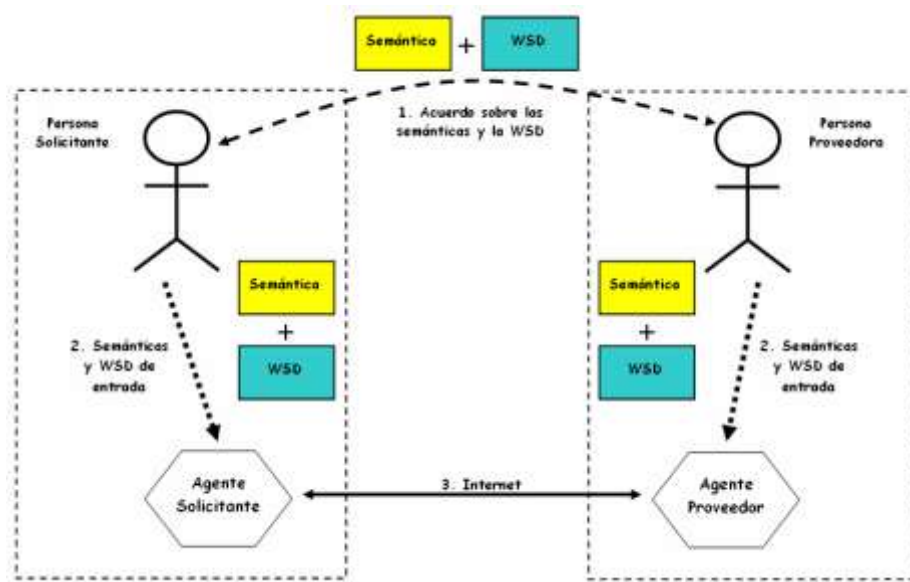 Semántica
+
WSD
1. Acuerdo sobre las
semánticas y la WSD
Persona
Solicitante
Persona
Proveedora
Semántica
+
WSD
Semántica
+
WSD
2. Semánticas
y WSD de
entrada
2. Semánticas
y WSD de
entrada
Agente
Solicitante
3. Internet
Agente
Proveedor